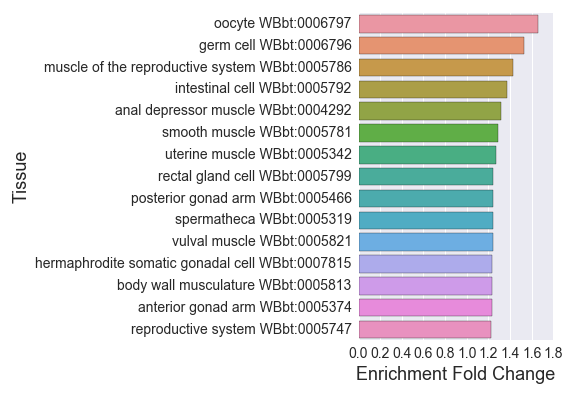 oocyte WBbt:0006797
germ cell WBbt:0006796
muscle of the reproductive system WBbt:0005786
intestinal cell WBbt:0005792
anal depressor muscle WBbt:0004292
smooth muscle WBbt:0005781
uterine muscle WBbt:0005342
rectal gland cell WBbt:0005799
posterior gonad arm WBbt:0005466
spermatheca WBbt:0005319
vulval muscle WBbt:0005821
hermaphrodite somatic gonadal cell WBbt:0007815
body wall musculature WBbt:0005813
anterior gonad arm WBbt:0005374
reproductive system WBbt:0005747
Tissue
0.0 0.2 0.4 0.6 0.8 1.0 1.2 1.4 1.6 1.8
Enrichment Fold Change